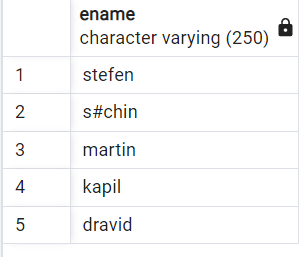 ename
character varying (250)
1 stefen
2 s#chin
3 martin
4 kapil
5 dravid